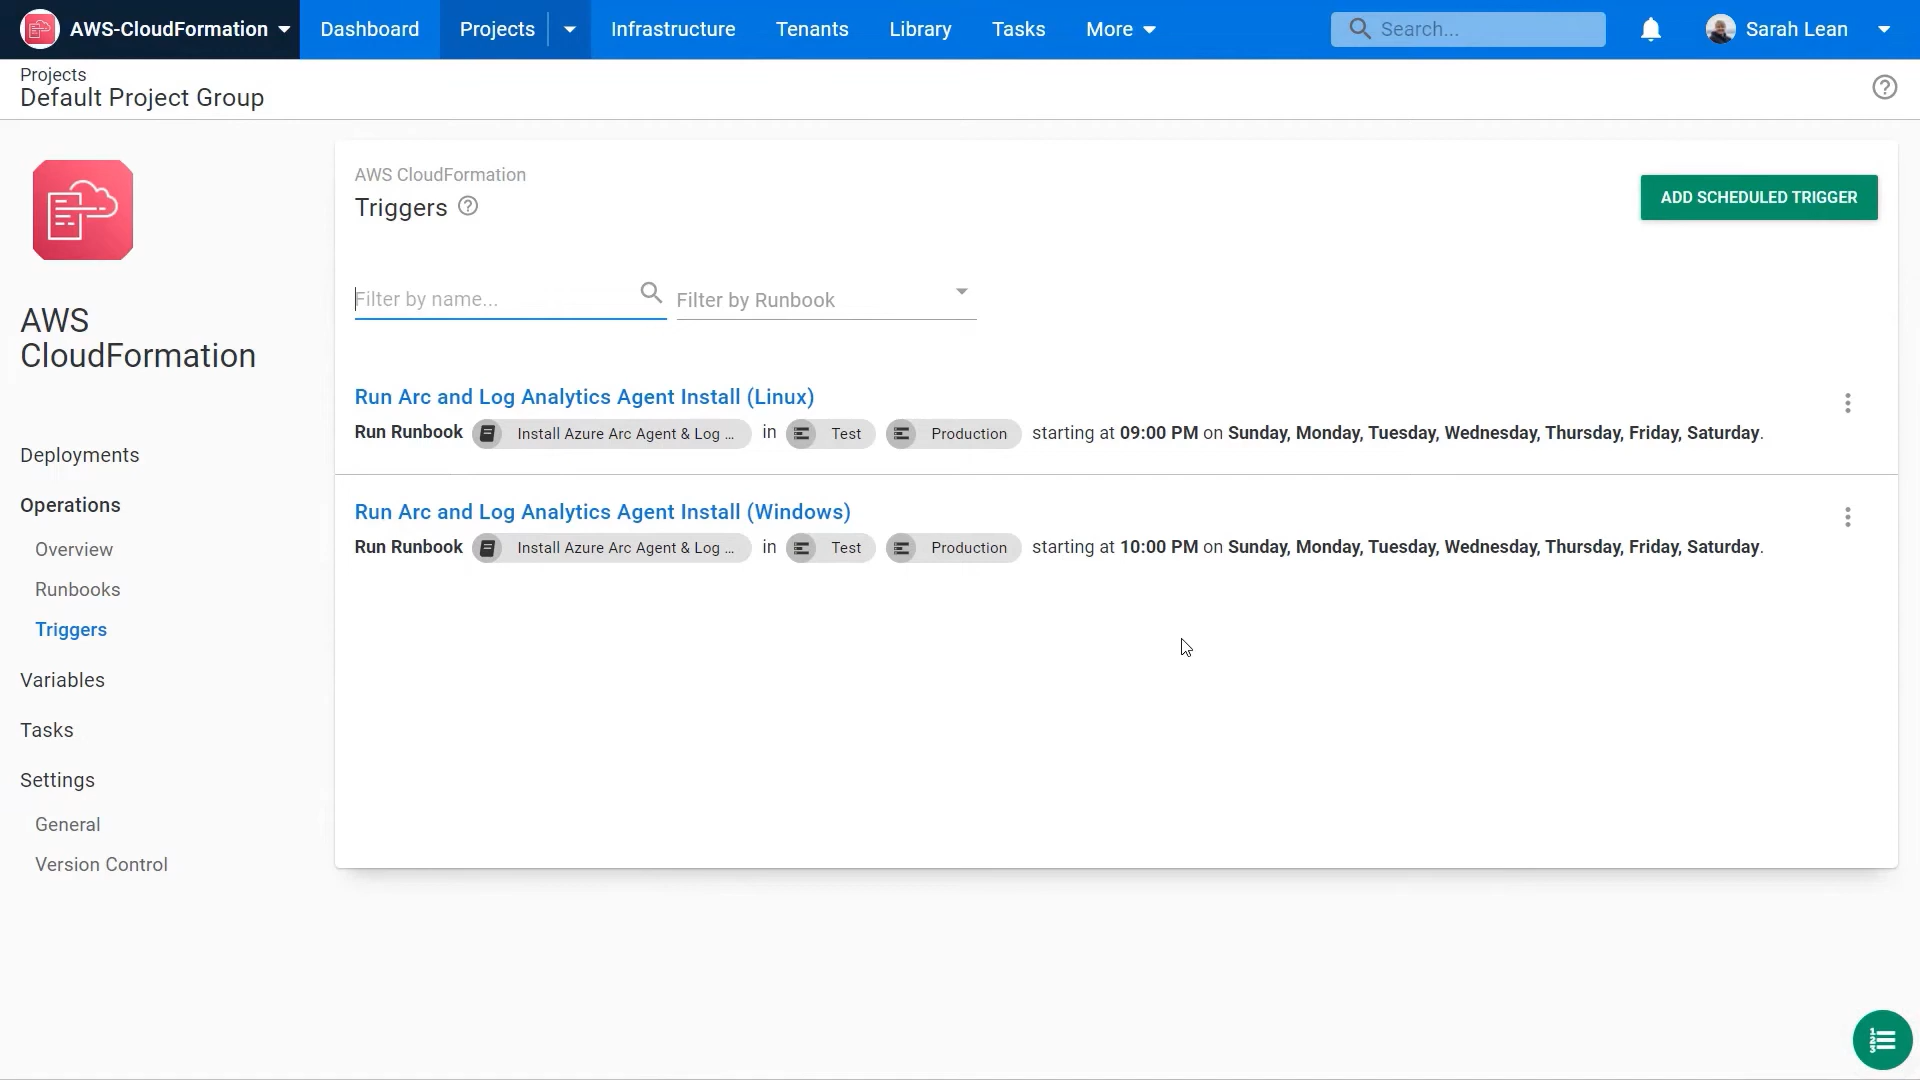 AWS-CloudFormation Dashboard Projects Infrastructure Tenants Library Tasks More Search... Sarah Lean
Projects
Default Project Group
AWS CloudFormation
Triggers
ADD SCHEDULED TRIGGER
Filter by name... Filter by Runbook
AWS
CloudFormation
Run Arc and Log Analytics Agent Install (Linux)
Run Runbook Install Azure Arc Agent & Log ... in Test Production starting at 09:00 PM on Sunday, Monday, Tuesday, Wednesday, Thursday, Friday, Saturday.
Run Arc and Log Analytics Agent Install (Windows)
Run Runbook Install Azure Arc Agent & Log ... in Test Production starting at 10:00 PM on Sunday, Monday, Tuesday, Wednesday, Thursday, Friday, Saturday.
Deployments
Operations
Overview
Runbooks
Triggers
Variables
Tasks
Settings
General
Version Control